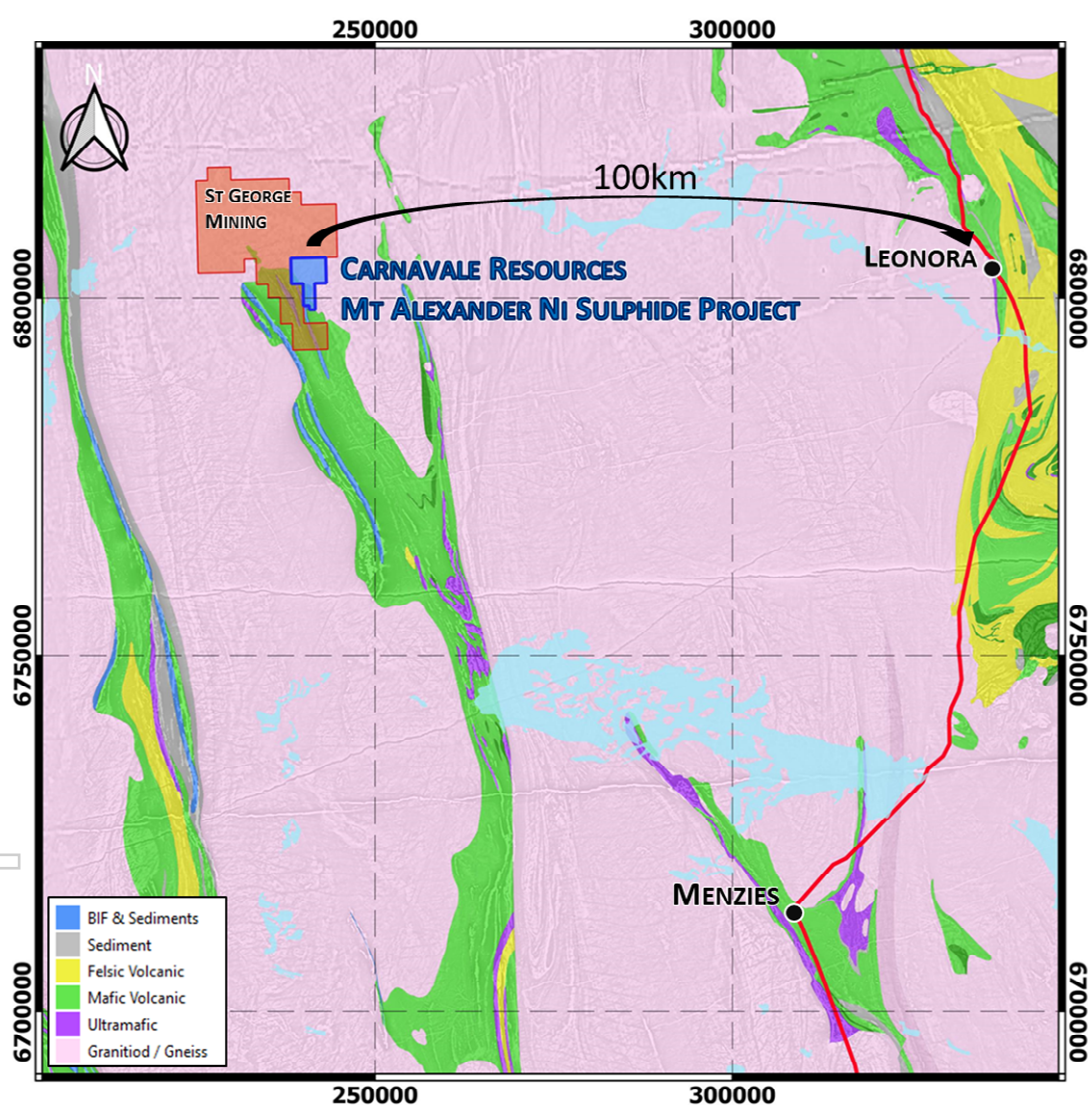 250000
300000
N
100km
ST GEORGE
MINING
LEONORA
CARNAVALE RESOURCES
MT ALEXANDER NI SULPHIDE PROJECT
6800000
6800000
6750000
6750000
MENZIES
BIF & Sediments
Sediment
Felsic Volcanic
Mafic Volcanic
Ultramafic
Granitiod / Gneiss
6700000
6700000
250000
300000